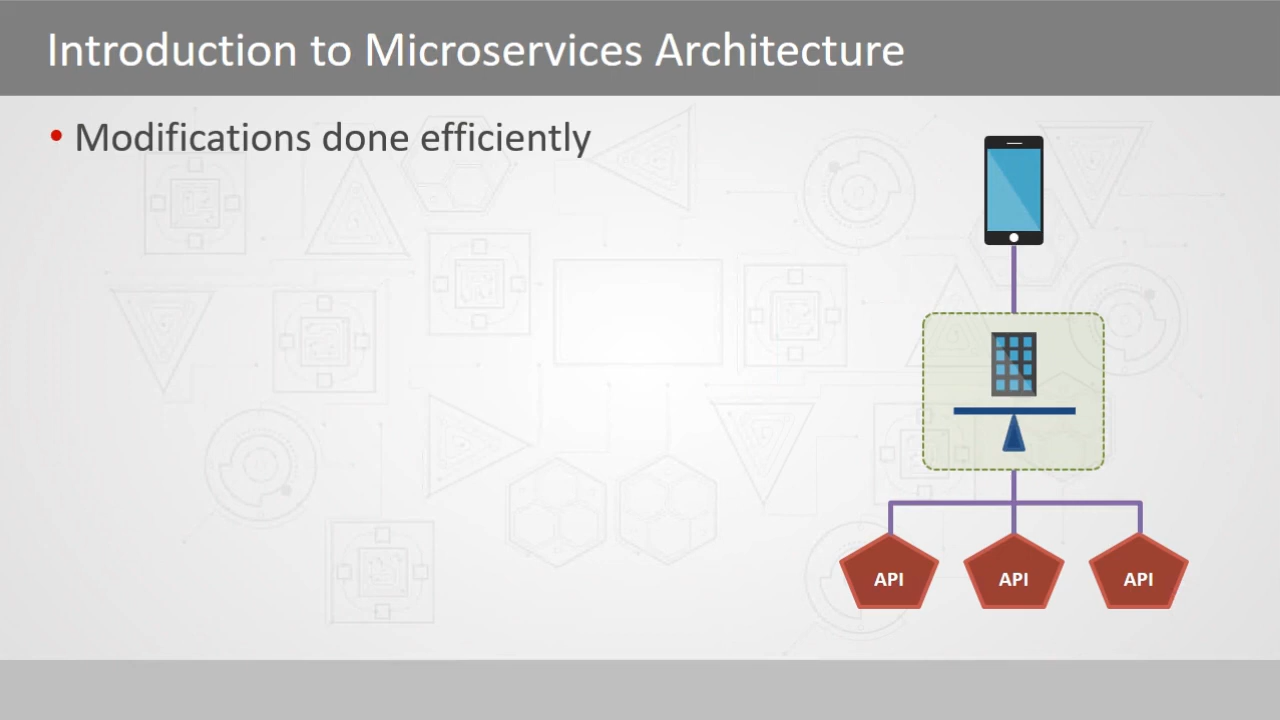 Introduction to Microservices Architecture
• Modifications done efficiently
API
API
API